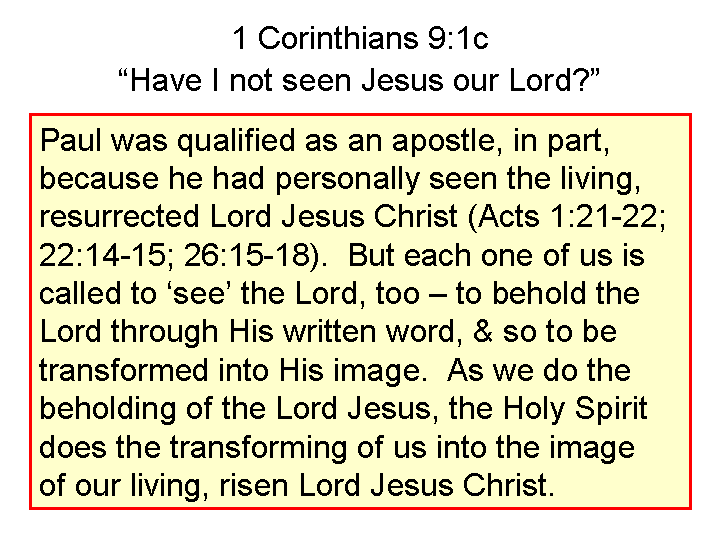 1 Corinthians 9:1c
“Have I not seen Jesus our Lord?”
Paul was qualified as an apostle, in part,
because he had personally seen the living,
resurrected Lord Jesus Christ (Acts 1:21-22;
22:14-15; 26:15-18).  But each one of us is
called to ‘see’ the Lord, too – to behold the
Lord through His written word, & so to be
transformed into His image.  As we do the
beholding of the Lord Jesus, the Holy Spirit
does the transforming of us into the image
of our living, risen Lord Jesus Christ.